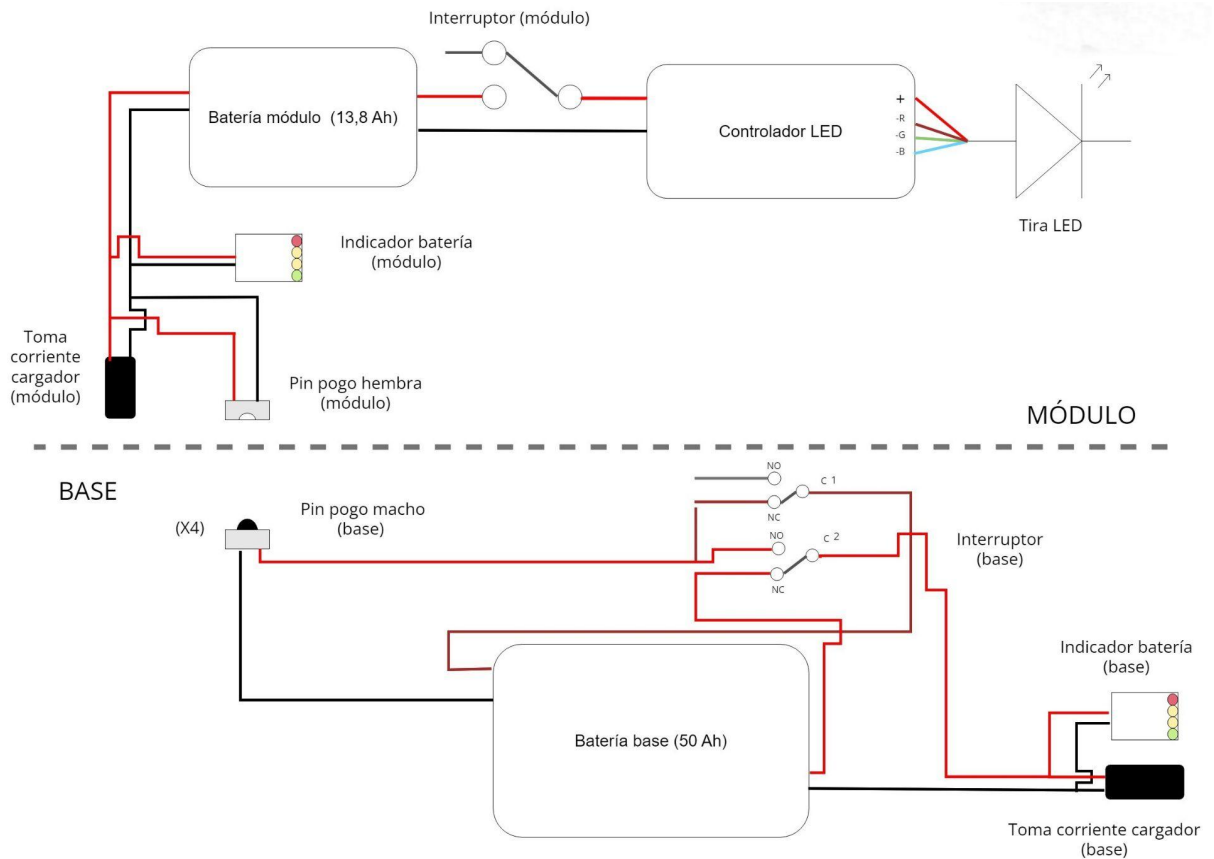 Interruptor (módulo)
Batería módulo (13,8 Ah)
Controlador LED
+
-R
-G
-B
Tira LED
Indicador batería
(módulo)
Toma
corriente
cargador
(módulo)
Pin pogo hembra
(módulo)
MÓDULO
BASE
(X4)
Pin pogo macho
(base)
NO
C 1
NC
NO
C 2
NC
Interruptor
(base)
Batería base (50 Ah)
Indicador batería
(base)
Toma corriente cargador
(base)